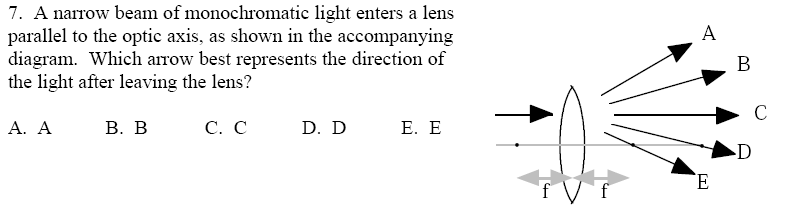 7. A narrow beam of monochromatic light enters a lens
parallel to the optic axis, as shown in the accompanying
diagram. Which arrow best represents the direction of
the light after leaving the lens?
A. A B. B C. C D. D E. E
A
B
C
D
E
f f